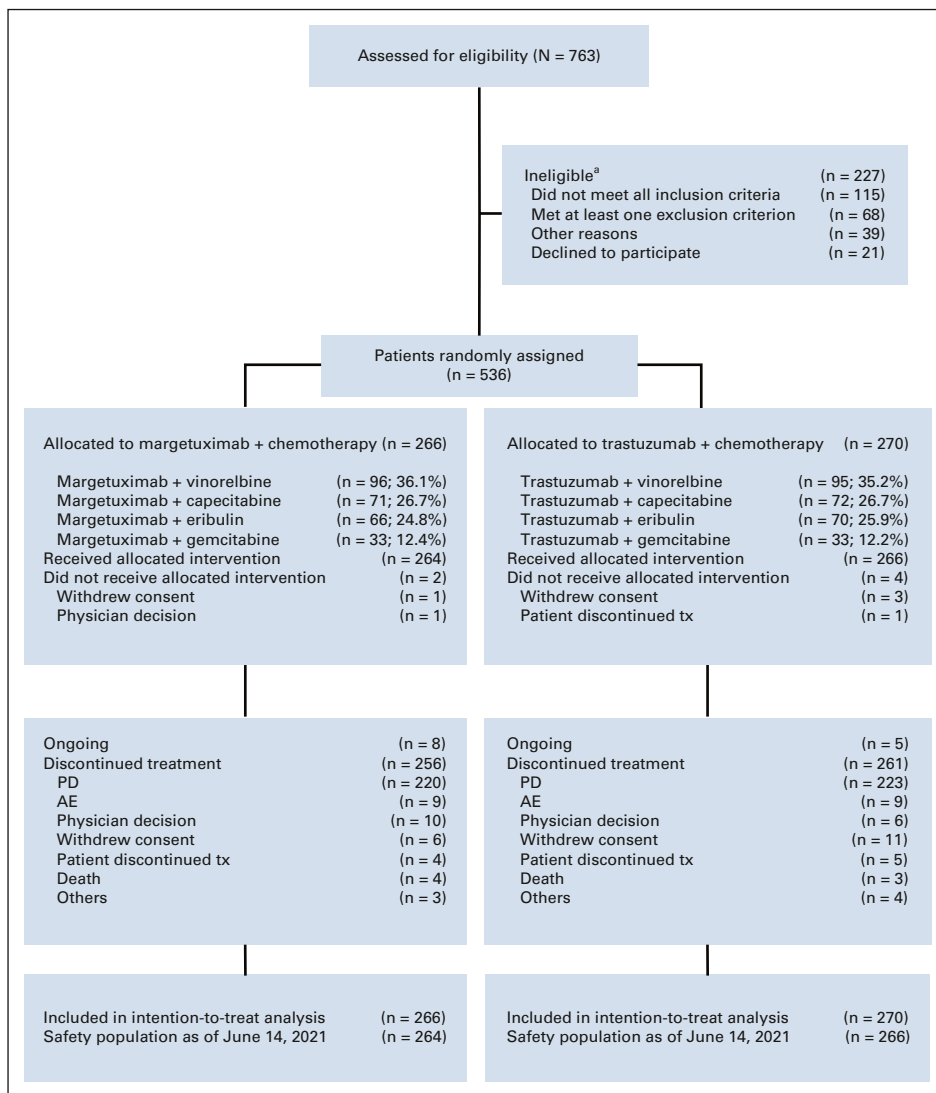 Assessed for eligibility (N = 763)
Ineligibleᵃ (n = 227)
Did not meet all inclusion criteria (n = 115)
Met at least one exclusion criterion (n = 68)
Other reasons (n = 39)
Declined to participate (n = 21)
Patients randomly assigned
(n = 536)
Allocated to margetuximab + chemotherapy (n = 266)
Margetuximab + vinorelbine (n = 96; 36.1%)
Margetuximab + capecitabine (n = 71; 26.7%)
Margetuximab + eribulin (n = 66; 24.8%)
Margetuximab + gemcitabine (n = 33; 12.4%)
Received allocated intervention (n = 264)
Did not receive allocated intervention (n = 2)
Withdrew consent (n = 1)
Physician decision (n = 1)
Allocated to trastuzumab + chemotherapy (n = 270)
Trastuzumab + vinorelbine (n = 95; 35.2%)
Trastuzumab + capecitabine (n = 72; 26.7%)
Trastuzumab + eribulin (n = 70; 25.9%)
Trastuzumab + gemcitabine (n = 33; 12.2%)
Received allocated intervention (n = 266)
Did not receive allocated intervention (n = 4)
Withdrew consent (n = 3)
Patient discontinued tx (n = 1)
Ongoing (n = 8)
Discontinued treatment (n = 256)
PD (n = 220)
AE (n = 9)
Physician decision (n = 10)
Withdrew consent (n = 6)
Patient discontinued tx (n = 4)
Death (n = 4)
Others (n = 3)
Ongoing (n = 5)
Discontinued treatment (n = 261)
PD (n = 223)
AE (n = 9)
Physician decision (n = 6)
Withdrew consent (n = 11)
Patient discontinued tx (n = 5)
Death (n = 3)
Others (n = 4)
Included in intention-to-treat analysis (n = 266)
Safety population as of June 14, 2021 (n = 264)
Included in intention-to-treat analysis (n = 270)
Safety population as of June 14, 2021 (n = 266)